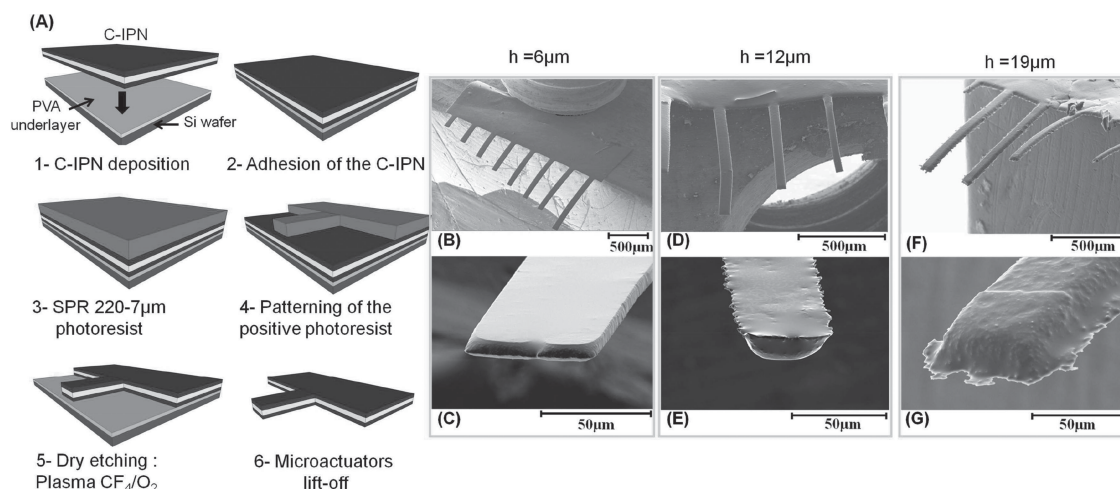 (A)
C-IPN
PVA
underlayer
Si wafer
1- C-IPN deposition
2- Adhesion of the C-IPN
3- SPR 220-7µm
photoresist
4- Patterning of the
positive photoresist
5- Dry etching :
Plasma CF₄/O₂
6- Microactuators
lift-off
h =6µm
h =12µm
h =19µm
(B)
500µm
(D)
500µm
(F)
500µm
(C)
50µm
(E)
50µm
(G)
50µm